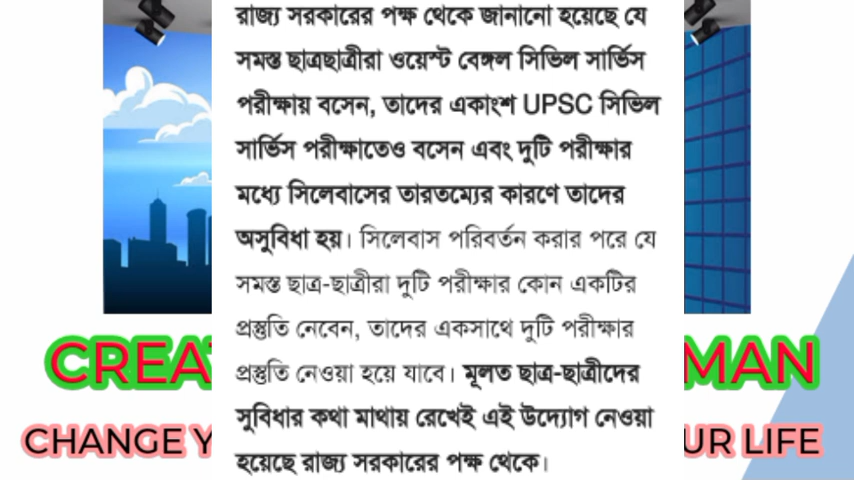 রাজ্য সরকারের পক্ষ থেকে জানানো হয়েছে যে
সমস্ত ছাত্রছাত্রীরা ওয়েস্ট বেঙ্গল সিভিল সার্ভিস
পরীক্ষায় বসেন, তাদের একাংশ UPSC সিভিল
সার্ভিস পরীক্ষাতেও বসেন এবং দুটি পরীক্ষার
মধ্যে সিলেবাসের তারতম্যের কারণে তাদের
অসুবিধা হয়। সিলেবাস পরিবর্তন করার পরে যে
সমস্ত ছাত্র-ছাত্রীরা দুটি পরীক্ষার কোন একটির
প্রস্তুতি নেবেন, তাদের একসাথে দুটি পরীক্ষার
প্রস্তুতি নেওয়া হয়ে যাবে। মূলত ছাত্র-ছাত্রীদের
সুবিধার কথা মাথায় রেখেই এই উদ্যোগ নেওয়া
হয়েছে রাজ্য সরকারের পক্ষ থেকে।
CREA MAN
CHANGE Y UR LIFE